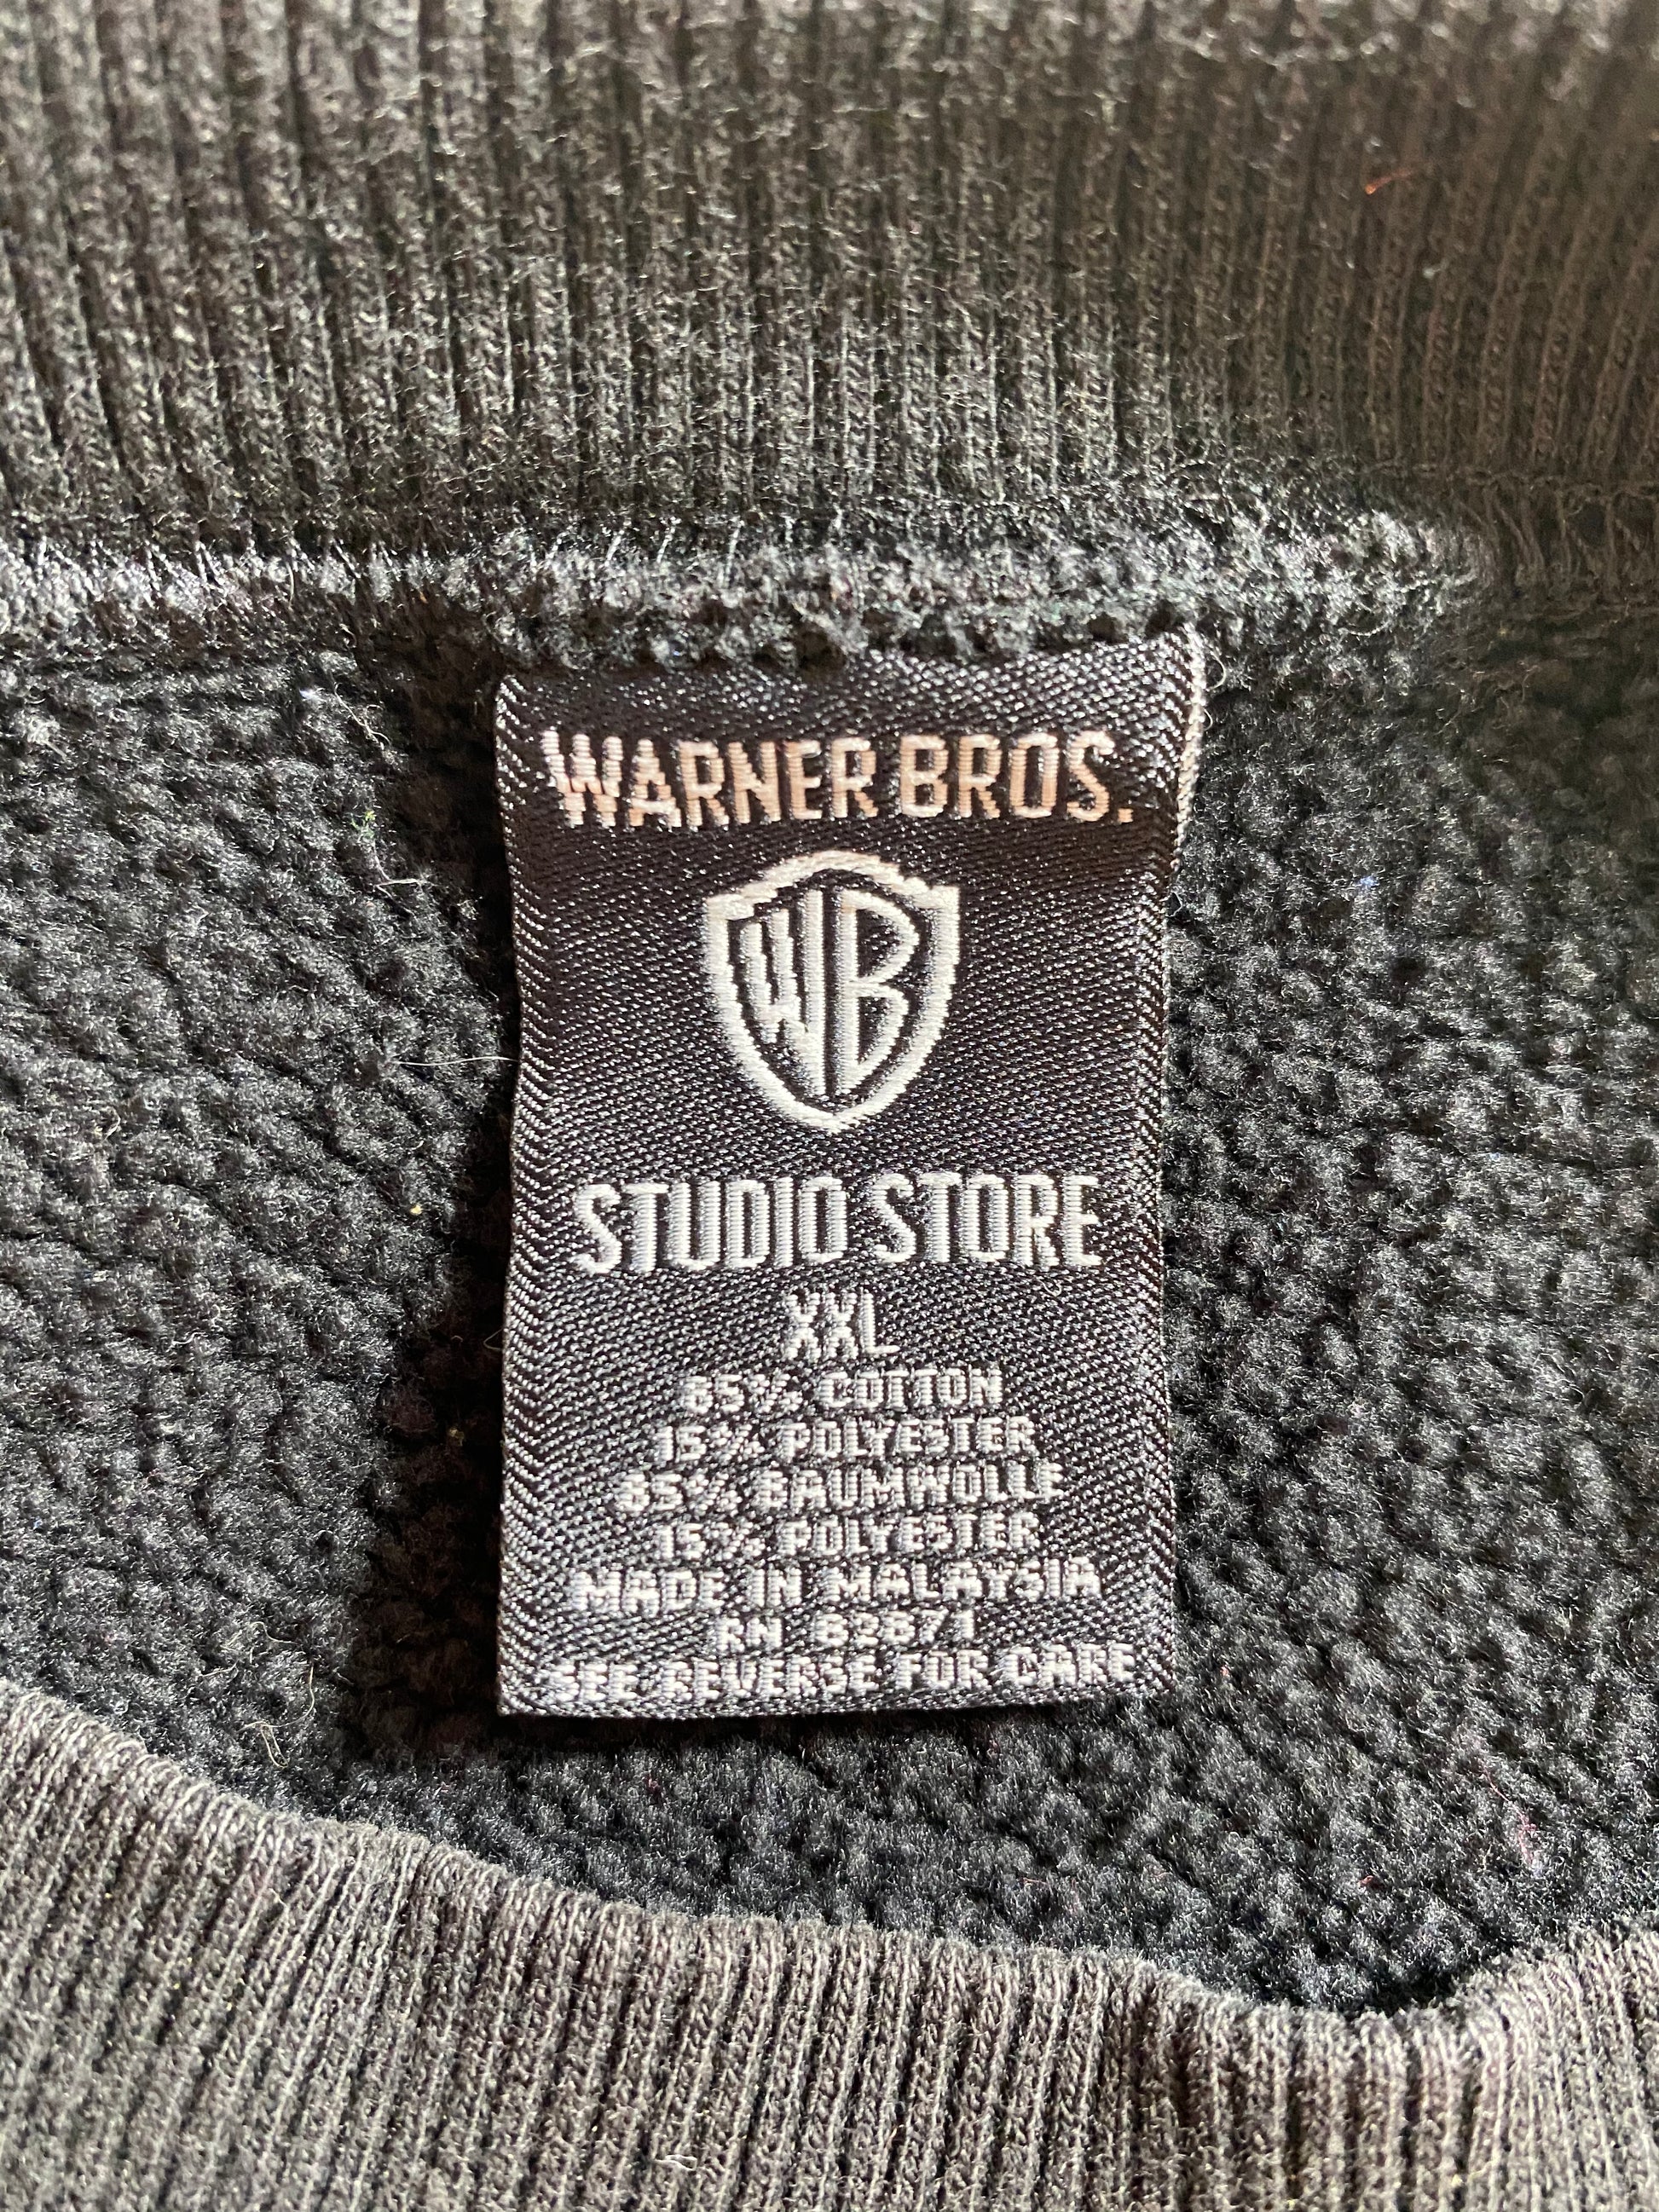 WARNER BROS.
WB
STUDIO STORE
XXL
85% COTTON
15% POLYESTER
85% BAUMWOLLE
15% POLYESTER
MADE IN MALAYSIA
RN
SEE REVERSE FOR CARE